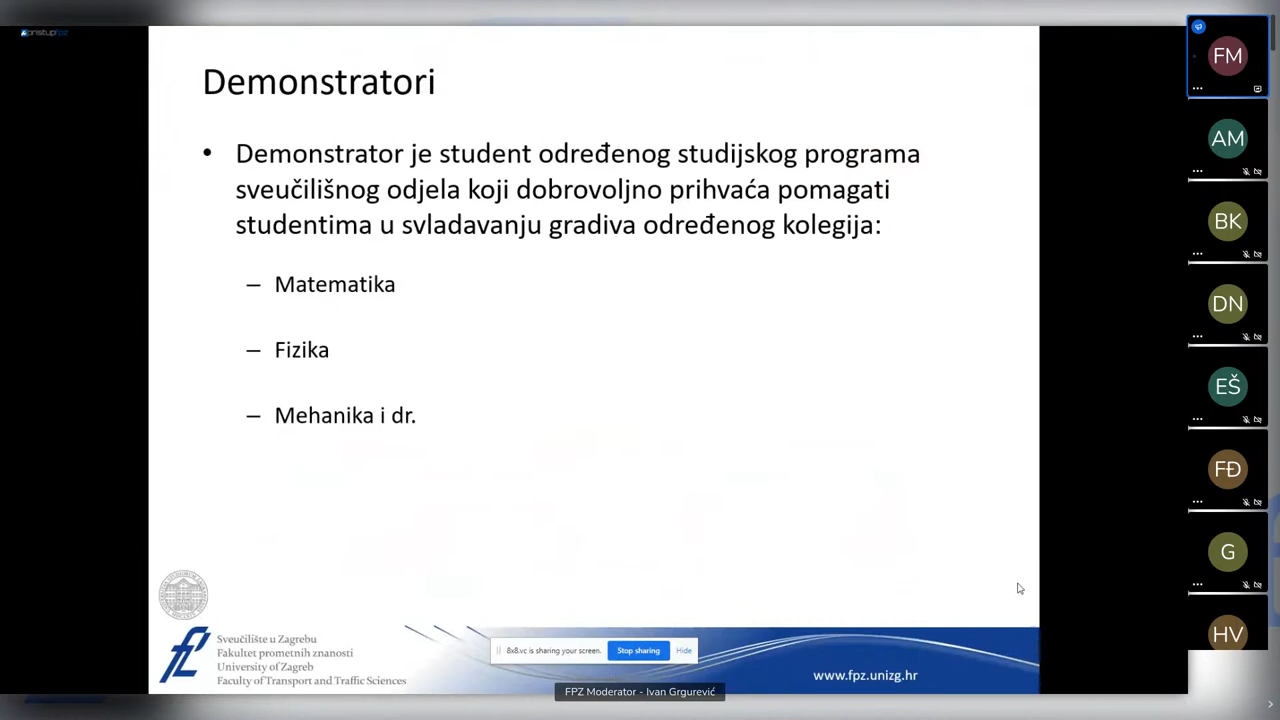 pristupfpz
Demonstratori
• Demonstrator je student određenog studijskog programa
sveučilišnog odjela koji dobrovoljno prihvaća pomagati
studentima u svladavanju gradiva određenog kolegija:
– Matematika
– Fizika
– Mehanika i dr.
Sveučilište u Zagrebu
Fakultet prometnih znanosti
University of Zagreb
Faculty of Transport and Traffic Sciences
8x8.vc is sharing your screen.
Stop sharing
Hide
www.fpz.unizg.hr
FPZ Moderator - Ivan Grgurević
FM
AM
BK
DN
EŠ
FĐ
G
HV